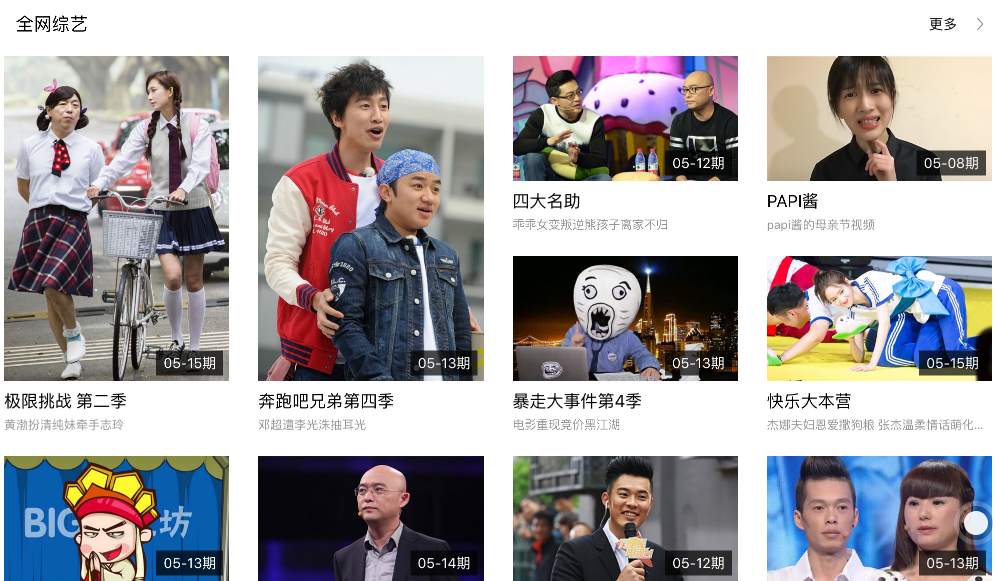 全网综艺
更多
05-15期
极限挑战 第二季
黄渤扮清纯妹牵手志玲
05-13期
奔跑吧兄弟第四季
邓超遭李光洙抽耳光
05-12期
四大名助
乖乖女变叛逆熊孩子离家不归
05-08期
PAPI酱
papi酱的母亲节视频
05-13期
暴走大事件第4季
电影重现竞价黑江湖
05-15期
快乐大本营
杰娜夫妇恩爱撒狗粮 张杰温柔情话萌化...
BIG
坊
05-13期
05-14期
05-12期
05-13期